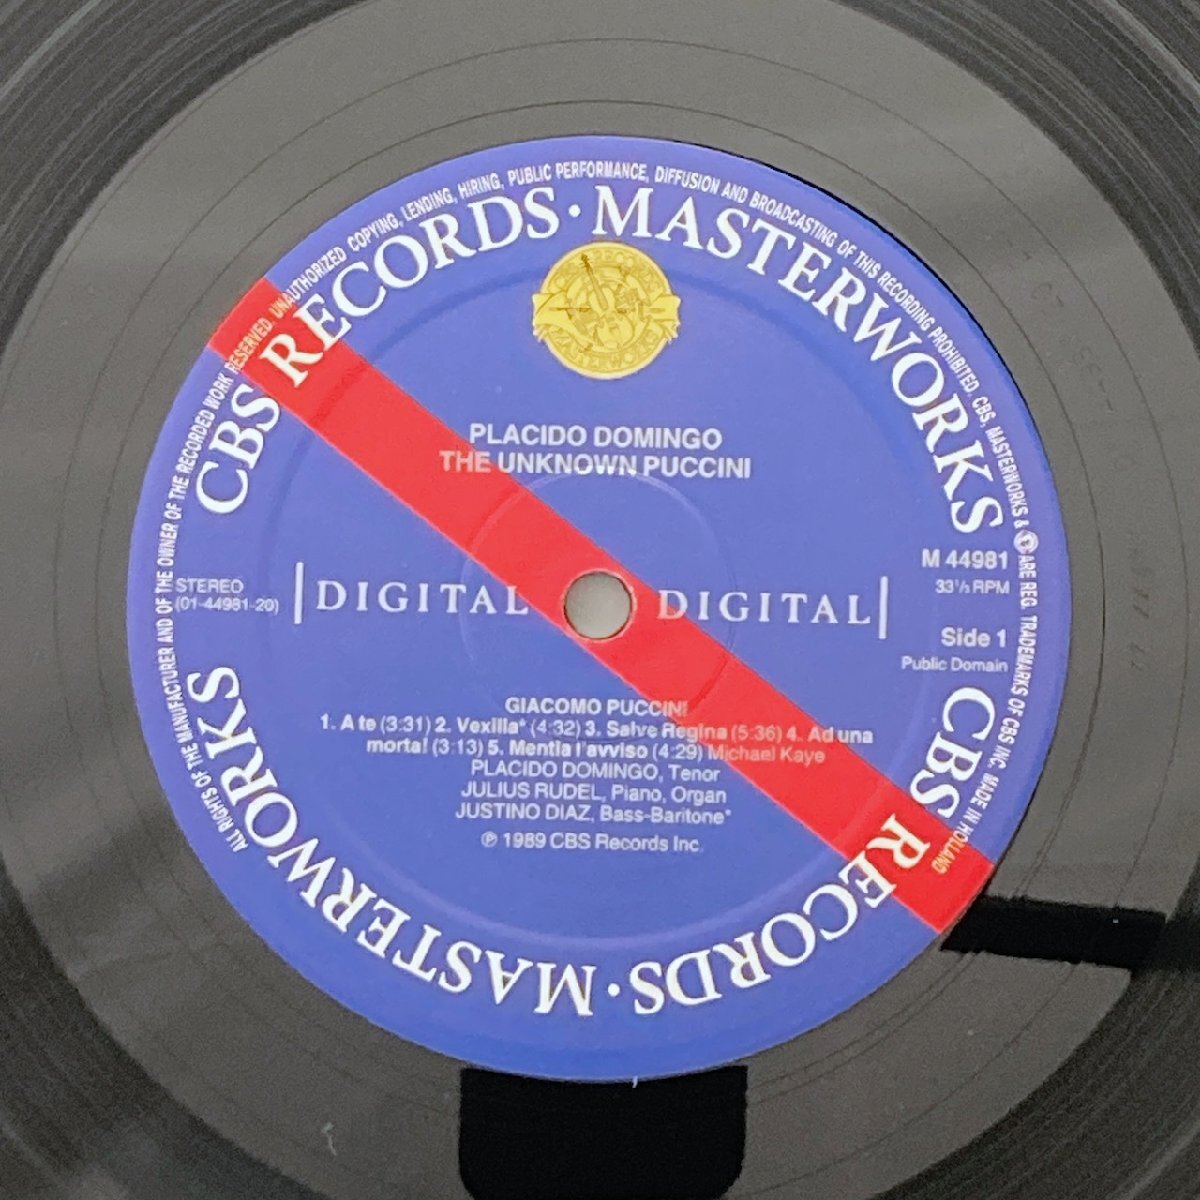 ALL RIGHTS OF THE MANUFACTURER AND OF THE OWNER OF THE RECORDED WORK RESERVED. UNAUTHORIZED COPYING, LENDING, HIRING, PUBLIC PERFORMANCE, DIFFUSION AND BROADCASTING OF THIS RECORDING PROHIBITED. CBS, MASTERWORKS & ARE REG. TRADEMARKS OF CBS INC. MADE IN HOLLAND
CBS RECORDS · MASTERWORKS
CBS RECORDS
MASTERWORKS
PLACIDO DOMINGO
THE UNKNOWN PUCCINI
M 44981
33⅓ RPM
STEREO
(01-44981-20)
DIGITAL DIGITAL
Side 1
Public Domain
GIACOMO PUCCINI
1. A te (3:31) 2. Vexilla* (4:32) 3. Salve Regina (5:36) 4. Ad una
morta! (3:13) 5. Mentia l'avviso (4:29) Michael Kaye
PLACIDO DOMINGO, Tenor
JULIUS RUDEL, Piano, Organ
JUSTINO DIAZ, Bass-Baritone*
℗ 1989 CBS Records Inc.
CBS RECORDS · MASTERWORKS